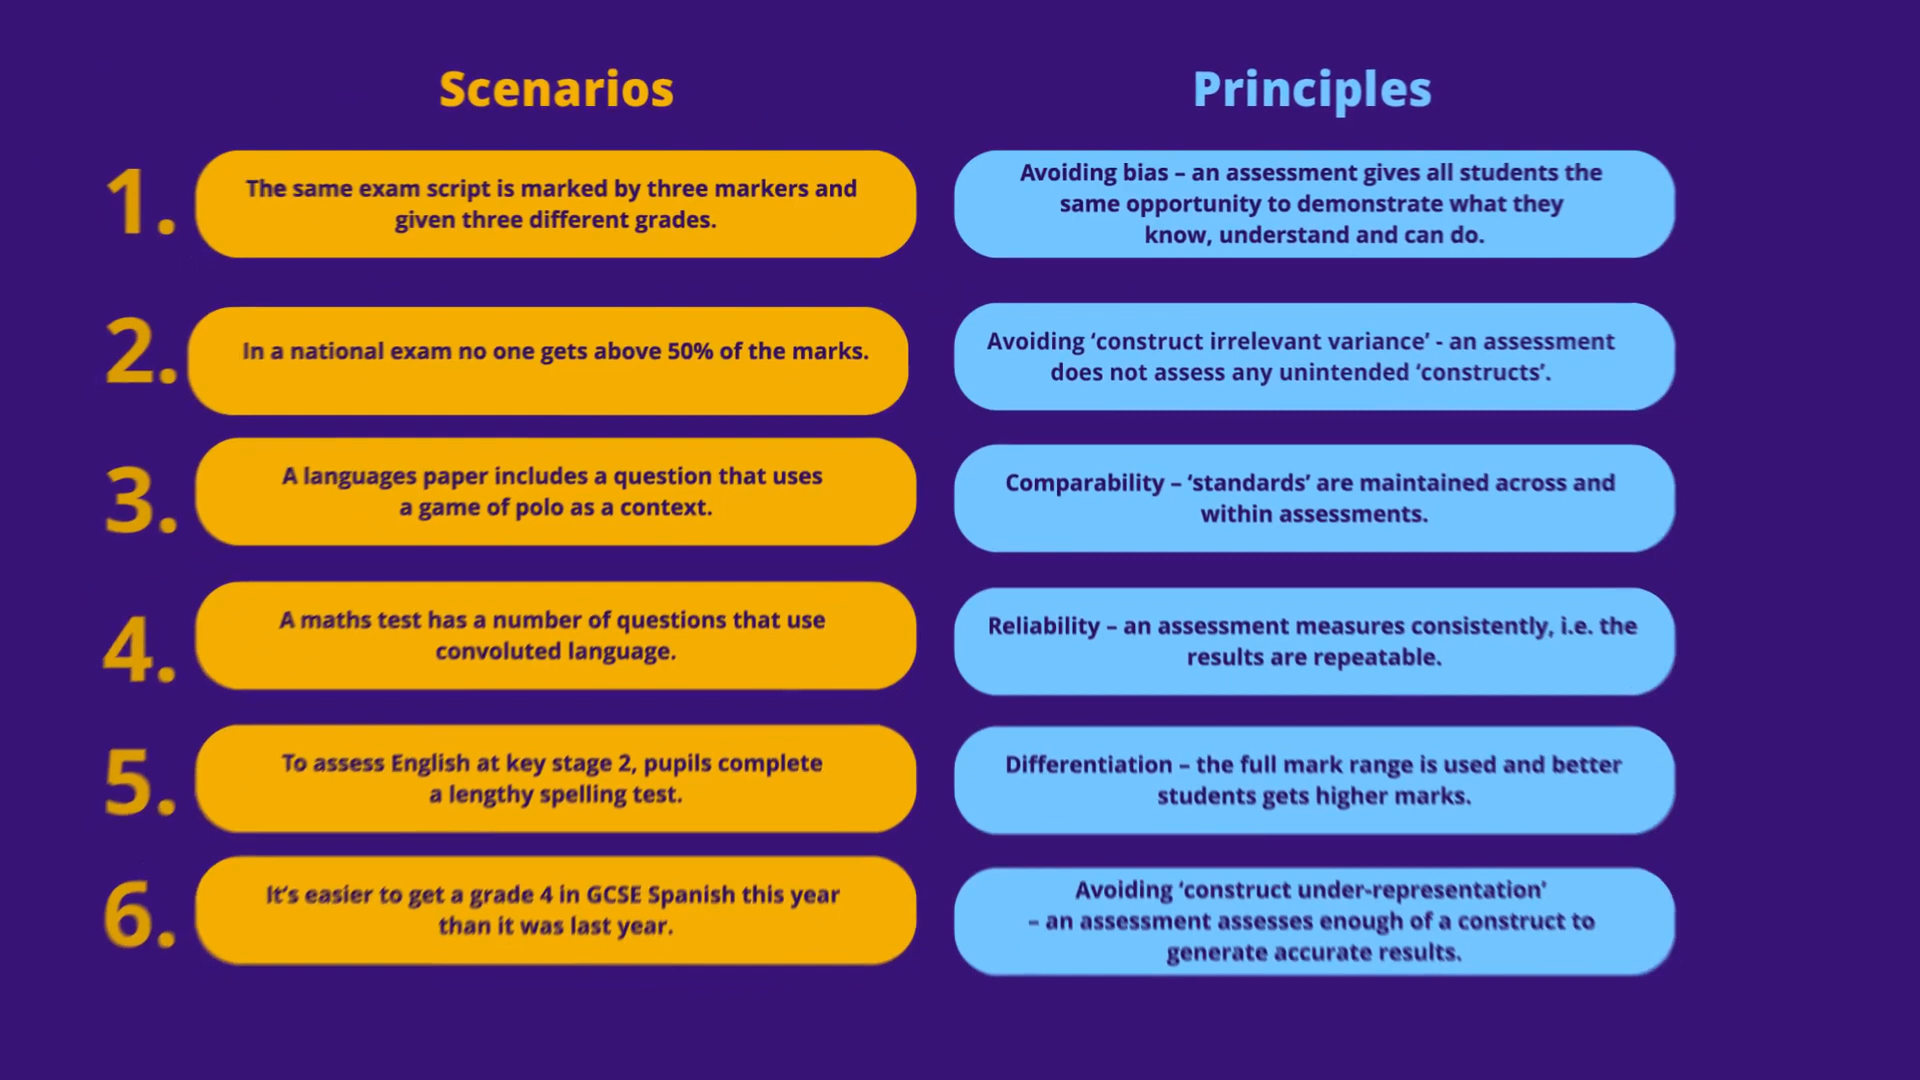 Scenarios
Principles
1.
The same exam script is marked by three markers and
given three different grades.
Avoiding bias – an assessment gives all students the
same opportunity to demonstrate what they
know, understand and can do.
2.
In a national exam no one gets above 50% of the marks.
Avoiding ‘construct irrelevant variance’ - an assessment
does not assess any unintended ‘constructs’.
3.
A languages paper includes a question that uses
a game of polo as a context.
Comparability – ‘standards’ are maintained across and
within assessments.
4.
A maths test has a number of questions that use
convoluted language.
Reliability – an assessment measures consistently, i.e. the
results are repeatable.
5.
To assess English at key stage 2, pupils complete
a lengthy spelling test.
Differentiation – the full mark range is used and better
students gets higher marks.
6.
It’s easier to get a grade 4 in GCSE Spanish this year
than it was last year.
Avoiding ‘construct under-representation’
– an assessment assesses enough of a construct to
generate accurate results.